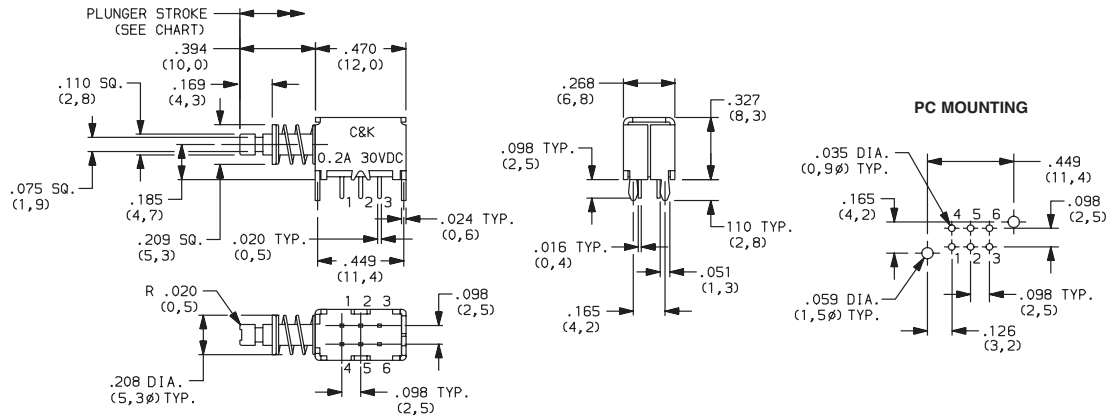 PLUNGER STROKE
(SEE CHART)
.394
(10,0)
.470
(12,0)
.110 SQ.
(2,8)
.169
(4,3)
C&K
0.2A 30VDC
1 2 3
.075 SQ.
(1,9)
.185
(4,7)
.209 SQ.
(5,3)
.020 TYP.
(0,5)
.024 TYP.
(0,6)
.449
(11,4)
R .020
(0,5)
1 2 3
4 5 6
.098
(2,5)
.208 DIA.
(5,3ø) TYP.
.098 TYP.
(2,5)
.268
(6,8)
.327
(8,3)
.098 TYP.
(2,5)
.110 TYP.
(2,8)
.016 TYP.
(0,4)
.051
(1,3)
.165
(4,2)
PC MOUNTING
.035 DIA.
(0,9ø) TYP.
.449
(11,4)
.165
(4,2)
.098
(2,5)
4 5 6
1 2 3
.059 DIA.
(1,5ø) TYP.
.098 TYP.
(2,5)
.126
(3,2)